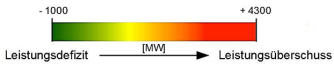 - 1000 + 4300
[MW]
Leistungsdefizit Leistungsüberschuss